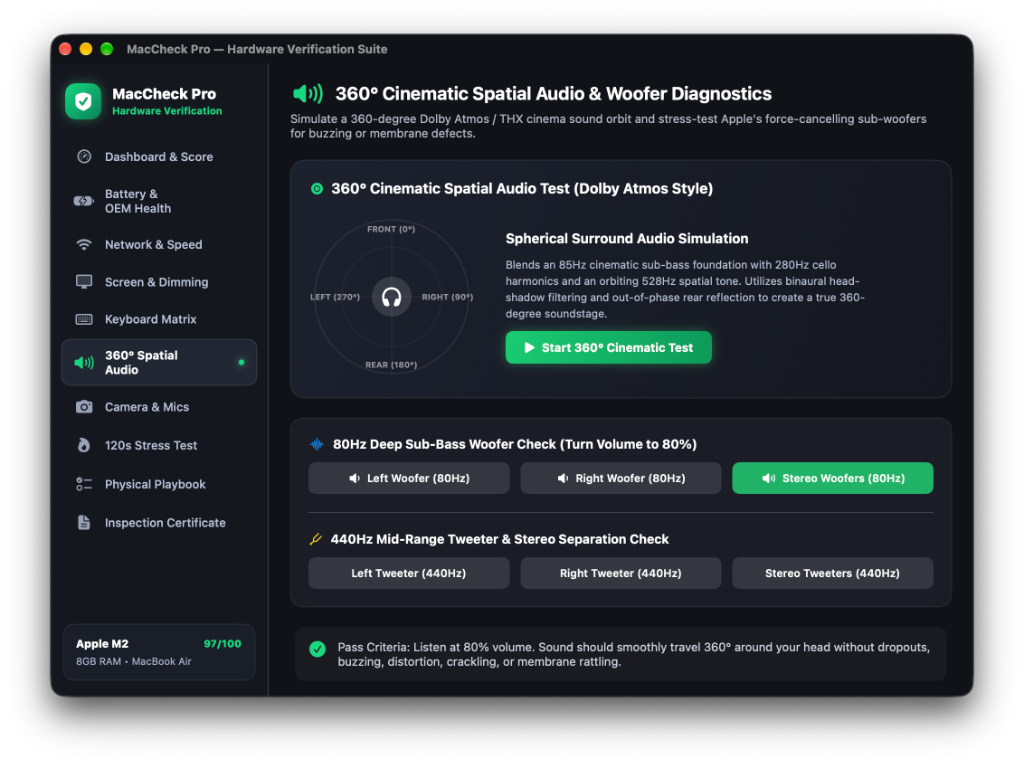 MacCheck Pro — Hardware Verification Suite
MacCheck Pro
Hardware Verification
Dashboard & Score
Battery &
OEM Health
Network & Speed
Screen & Dimming
Keyboard Matrix
360° Spatial
Audio
Camera & Mics
120s Stress Test
Physical Playbook
Inspection Certificate
Apple M2 97/100
8GB RAM • MacBook Air
360° Cinematic Spatial Audio & Woofer Diagnostics
Simulate a 360-degree Dolby Atmos / THX cinema sound orbit and stress-test Apple's force-cancelling sub-woofers
for buzzing or membrane defects.
360° Cinematic Spatial Audio Test (Dolby Atmos Style)
FRONT (0°)
LEFT (270°) RIGHT (90°)
REAR (180°)
Spherical Surround Audio Simulation
Blends an 85Hz cinematic sub-bass foundation with 280Hz cello
harmonics and an orbiting 528Hz spatial tone. Utilizes binaural head-
shadow filtering and out-of-phase rear reflection to create a true 360-
degree soundstage.
Start 360° Cinematic Test
80Hz Deep Sub-Bass Woofer Check (Turn Volume to 80%)
Left Woofer (80Hz) Right Woofer (80Hz) Stereo Woofers (80Hz)
440Hz Mid-Range Tweeter & Stereo Separation Check
Left Tweeter (440Hz) Right Tweeter (440Hz) Stereo Tweeters (440Hz)
Pass Criteria: Listen at 80% volume. Sound should smoothly travel 360° around your head without dropouts,
buzzing, distortion, crackling, or membrane rattling.